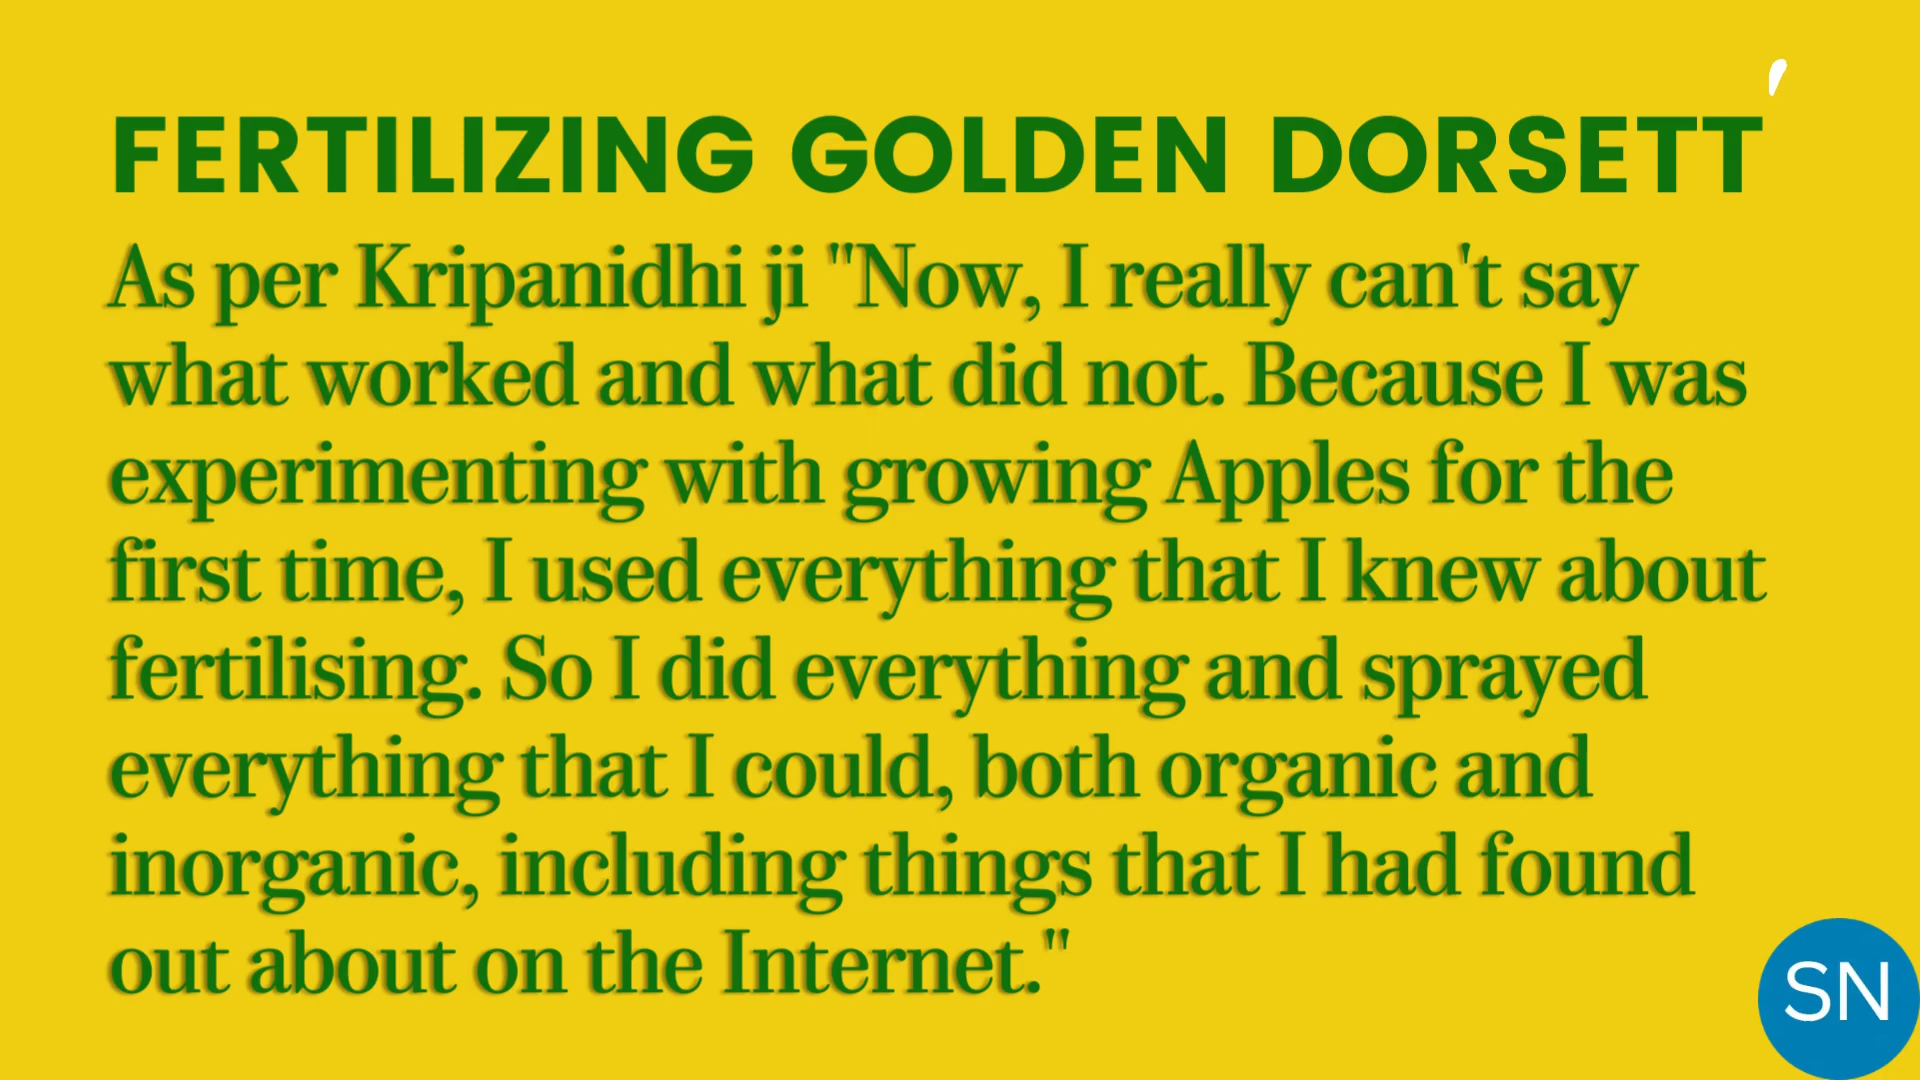 FERTILIZING GOLDEN DORSETT
As per Kripanidhi ji "Now, I really can't say
what worked and what did not. Because I was
experimenting with growing Apples for the
first time, I used everything that I knew about
fertilising. So I did everything and sprayed
everything that I could, both organic and
inorganic, including things that I had found
out about on the Internet."
SN